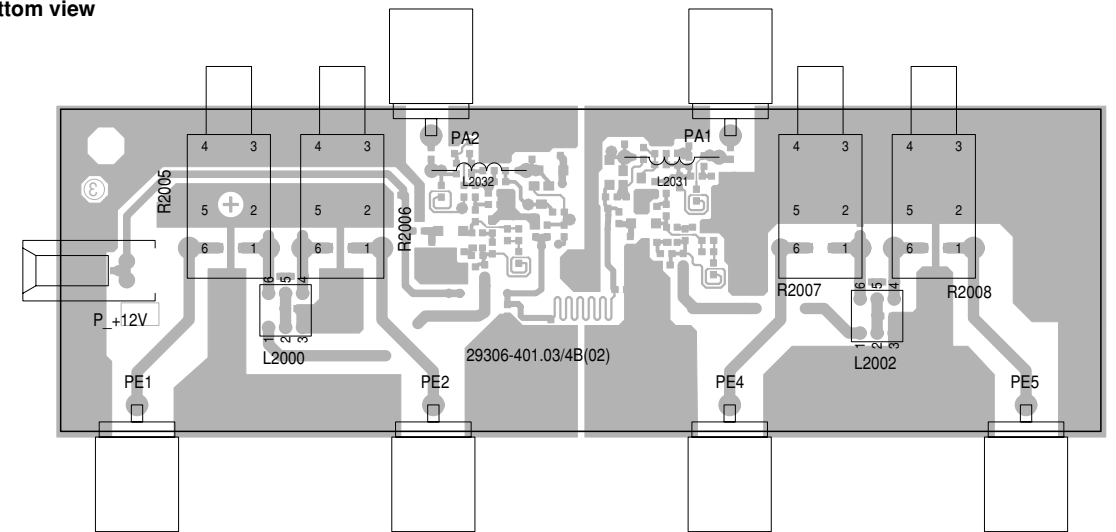 ttom view
PA2
PA1
4 3
4 3
4 3
4 3
L2032
L2031
3
R2005
5 2
5 2
R2006
5 2
5 2
6 1
6 1
6 1
6 1
6 5 4
R2007
6 5 4
R2008
P_+12V
1 2 3
1 2 3
L2000
29306-401.03/4B(02)
L2002
PE1
PE2
PE4
PE5